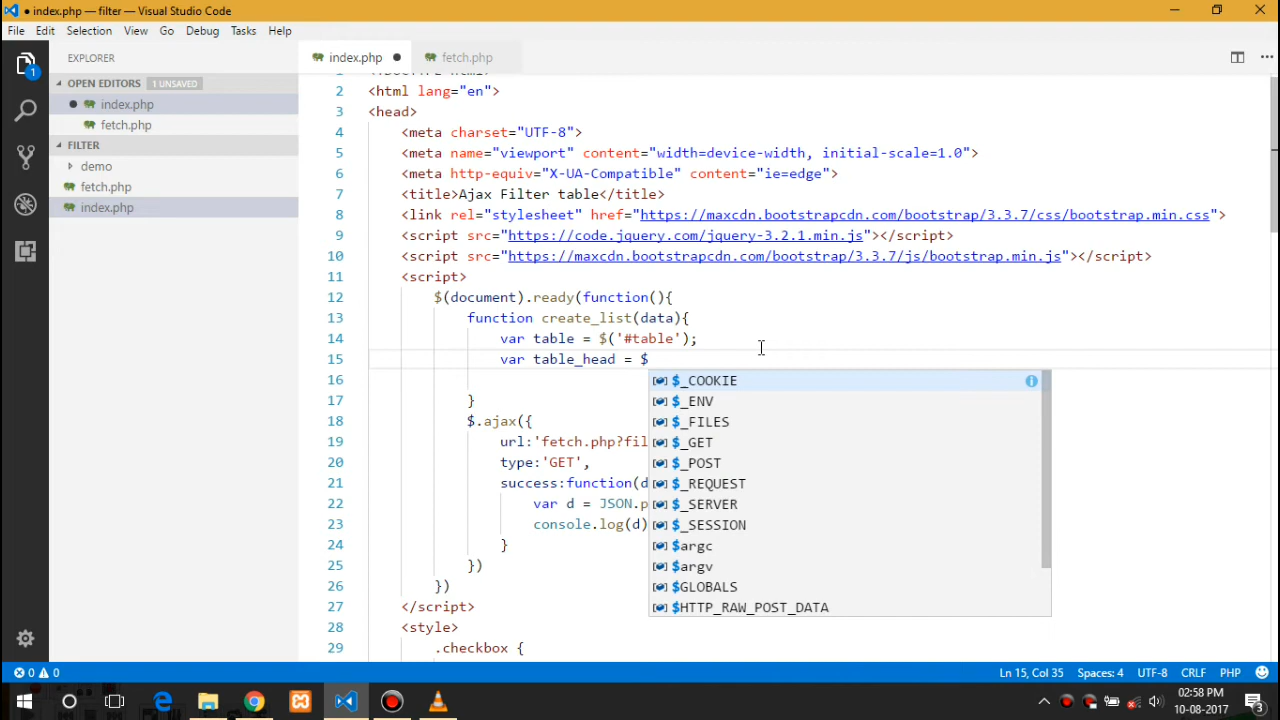 ● index.php — filter — Visual Studio Code
File Edit Selection View Go Debug Tasks Help
EXPLORER
OPEN EDITORS 1 UNSAVED
index.php
fetch.php
FILTER
demo
fetch.php
index.php
1
index.php ●
fetch.php
2 <html lang="en">
3 <head>
4 <meta charset="UTF-8">
5 <meta name="viewport" content="width=device-width, initial-scale=1.0">
6 <meta http-equiv="X-UA-Compatible" content="ie=edge">
7 <title>Ajax Filter table</title>
8 <link rel="stylesheet" href="https://maxcdn.bootstrapcdn.com/bootstrap/3.3.7/css/bootstrap.min.css">
9 <script src="https://code.jquery.com/jquery-3.2.1.min.js"></script>
10 <script src="https://maxcdn.bootstrapcdn.com/bootstrap/3.3.7/js/bootstrap.min.js"></script>
11 <script>
12 $(document).ready(function(){
13 function create_list(data){
14 var table = $('#table');
15 var table_head = $
16
17 }
18 $.ajax({
19 url:'fetch.php?fil
20 type:'GET',
21 success:function(d
22 var d = JSON.p
23 console.log(d)
24 }
25 })
26 })
27 </script>
28 <style>
29 .checkbox {
$_COOKIE
$_ENV
$_FILES
$_GET
$_POST
$_REQUEST
$_SERVER
$_SESSION
$argc
$argv
$GLOBALS
$HTTP_RAW_POST_DATA
0 0 Ln 15, Col 35 Spaces: 4 UTF-8 CRLF PHP
02:58 PM
10-08-2017
3